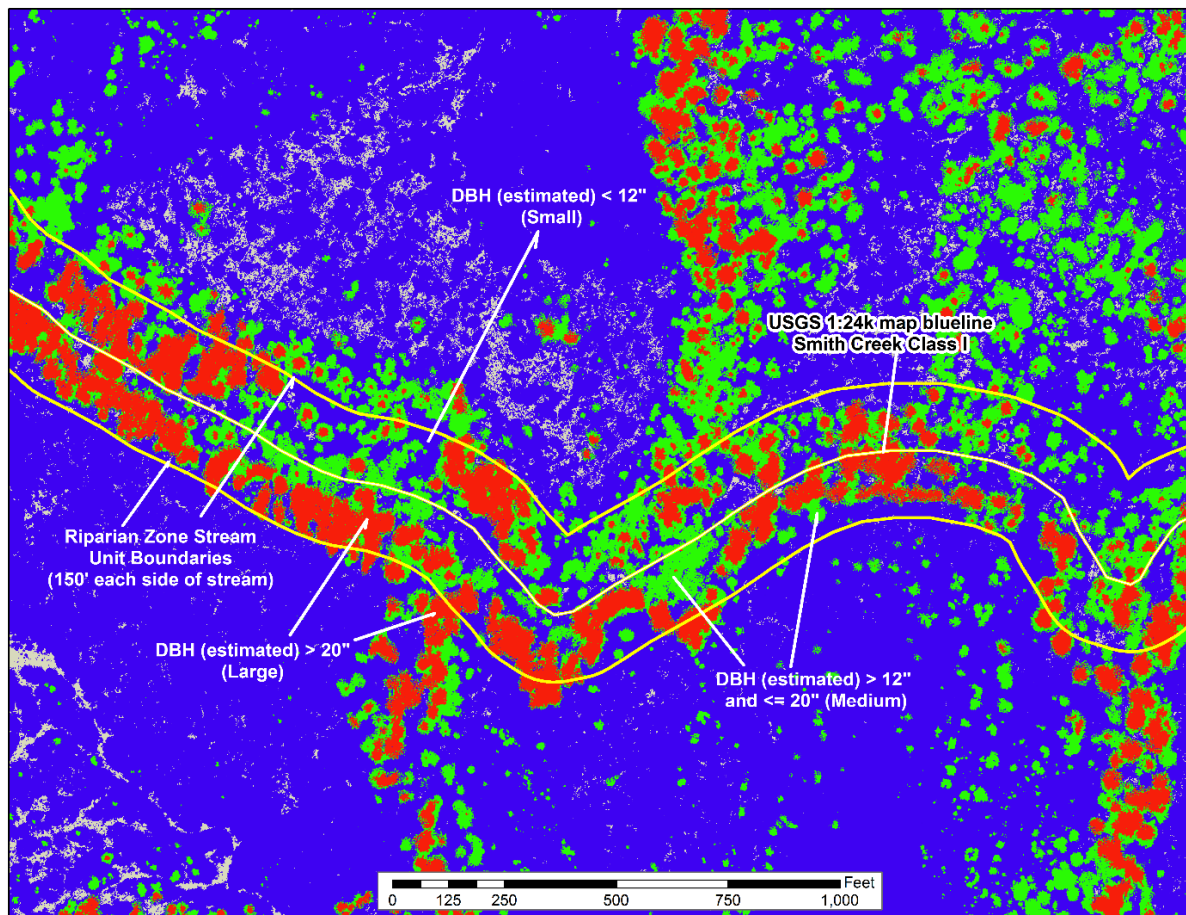 DBH (estimated) < 12"
(Small)
USGS 1:24k map blueline
Smith Creek Class I
Riparian Zone Stream
Unit Boundaries
(150' each side of stream)
DBH (estimated) > 20"
(Large)
DBH (estimated) > 12"
and <= 20" (Medium)
Feet
0 125 250 500 750 1,000